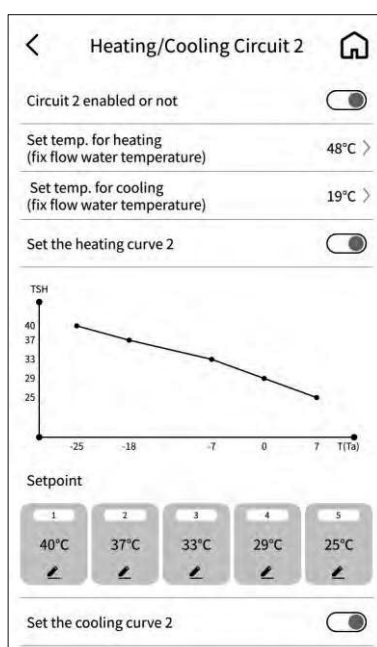 Heating/Cooling Circuit 2
Circuit 2 enabled or not
Set temp. for heating
(fix flow water temperature)
48°C
Set temp. for cooling
(fix flow water temperature)
19°C
Set the heating curve 2
TSH
40
37
33
29
25
-25 -18 -7 0 7 T(Ta)
Setpoint
1 2 3 4 5
40°C 37°C 33°C 29°C 25°C
Set the cooling curve 2